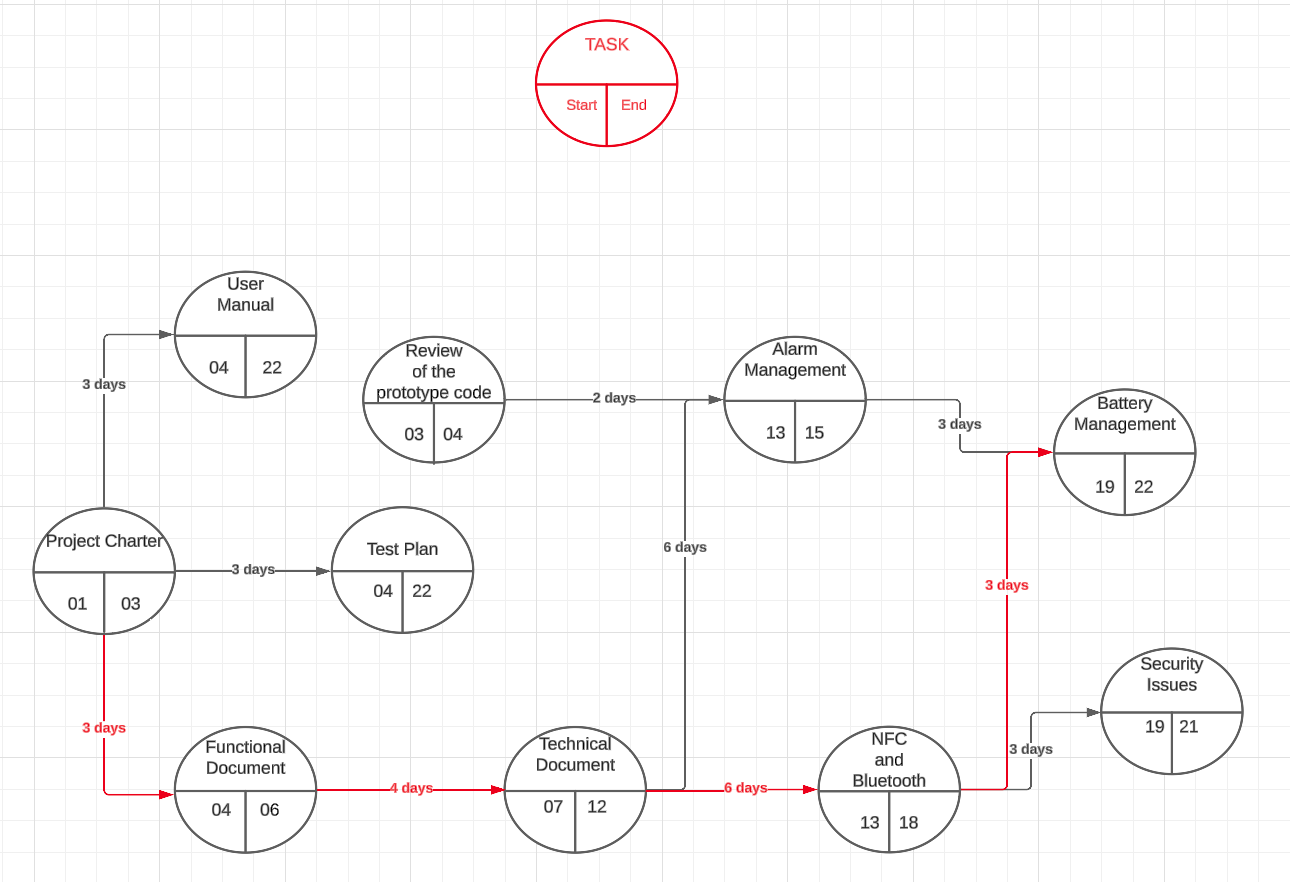 TASK
Start
End
User
Manual
04
22
3 days
Review
of the
prototype code
03
04
2 days
Alarm
Management
13
15
3 days
Battery
Management
19
22
Project Charter
01
03
3 days
Test Plan
04
22
6 days
3 days
3 days
Functional
Document
04
06
4 days
Technical
Document
07
12
6 days
NFC
and
Bluetooth
13
18
3 days
Security
Issues
19
21